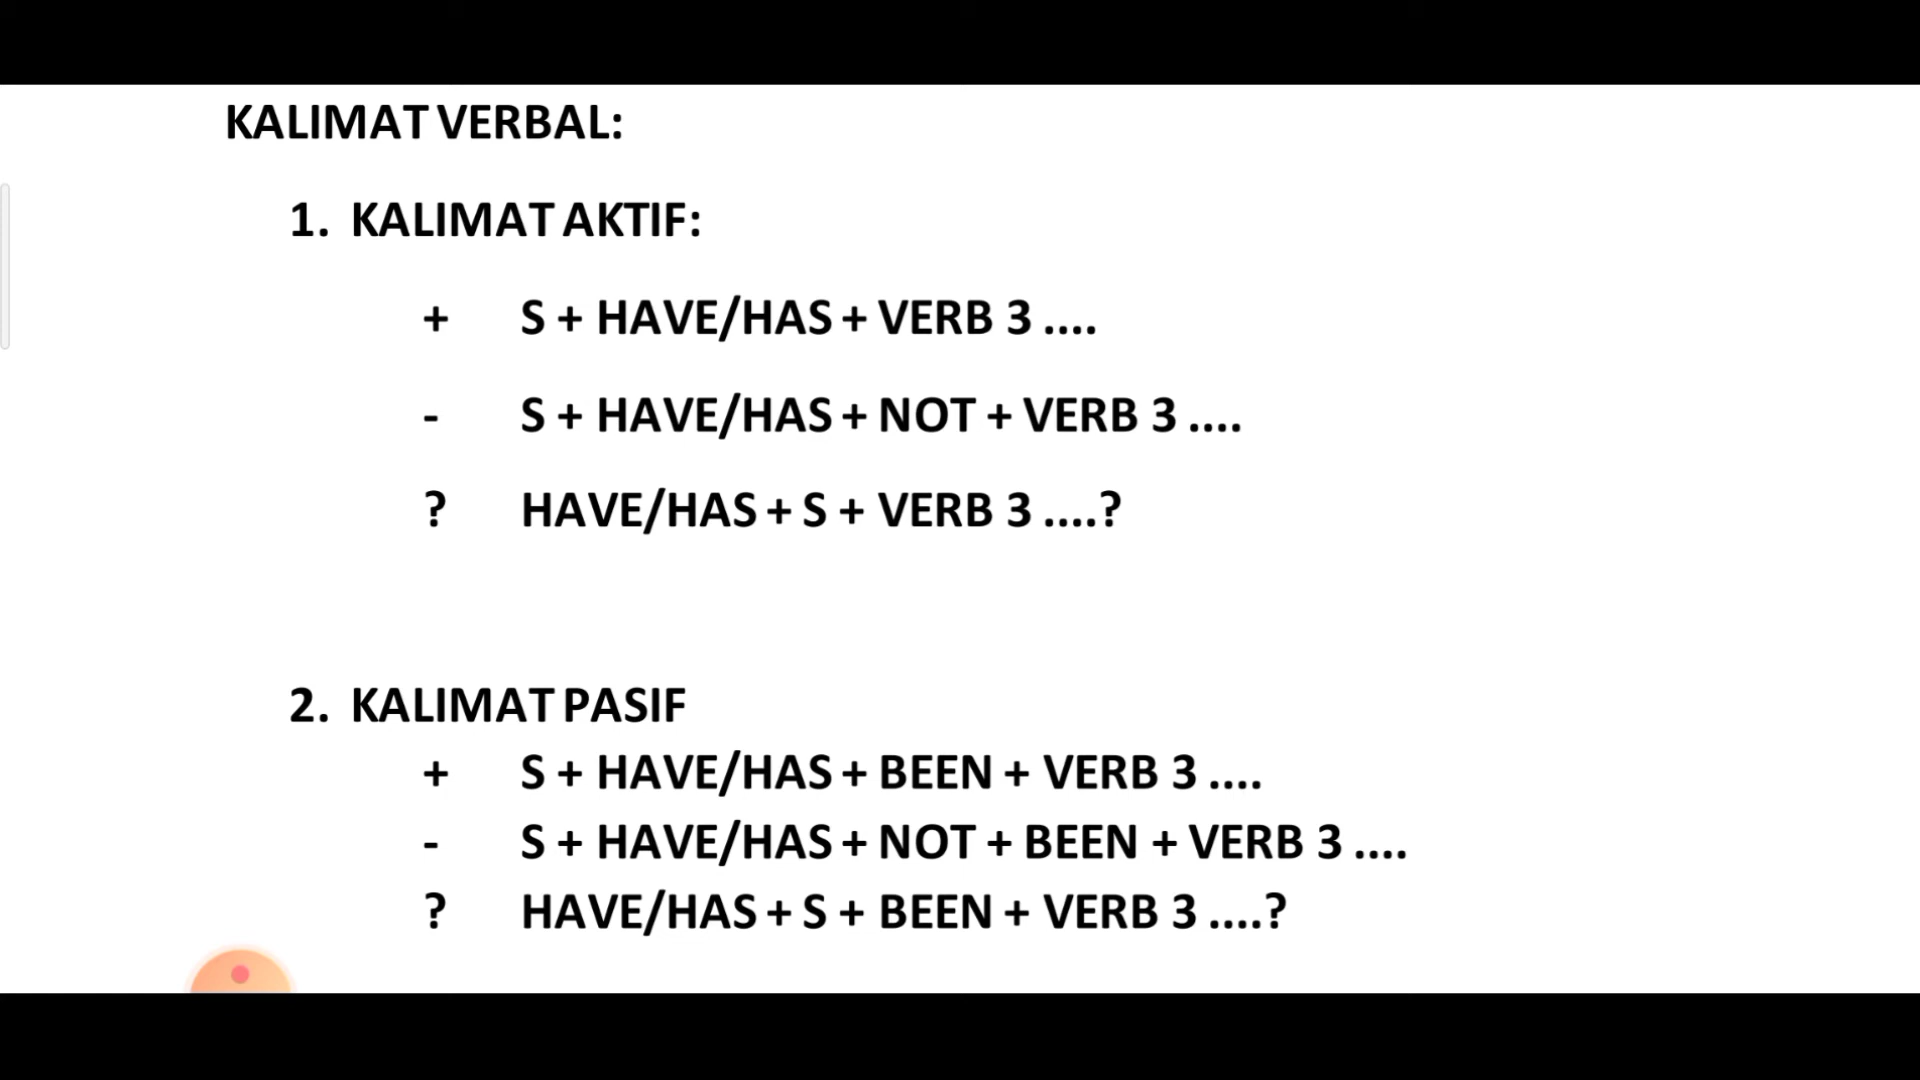 KALIMAT VERBAL:
1. KALIMAT AKTIF:
+ S + HAVE/HAS + VERB 3 ....
- S + HAVE/HAS + NOT + VERB 3 ....
? HAVE/HAS + S + VERB 3 ....?
2. KALIMAT PASIF
+ S + HAVE/HAS + BEEN + VERB 3 ....
- S + HAVE/HAS + NOT + BEEN + VERB 3 ....
? HAVE/HAS + S + BEEN + VERB 3 ....?